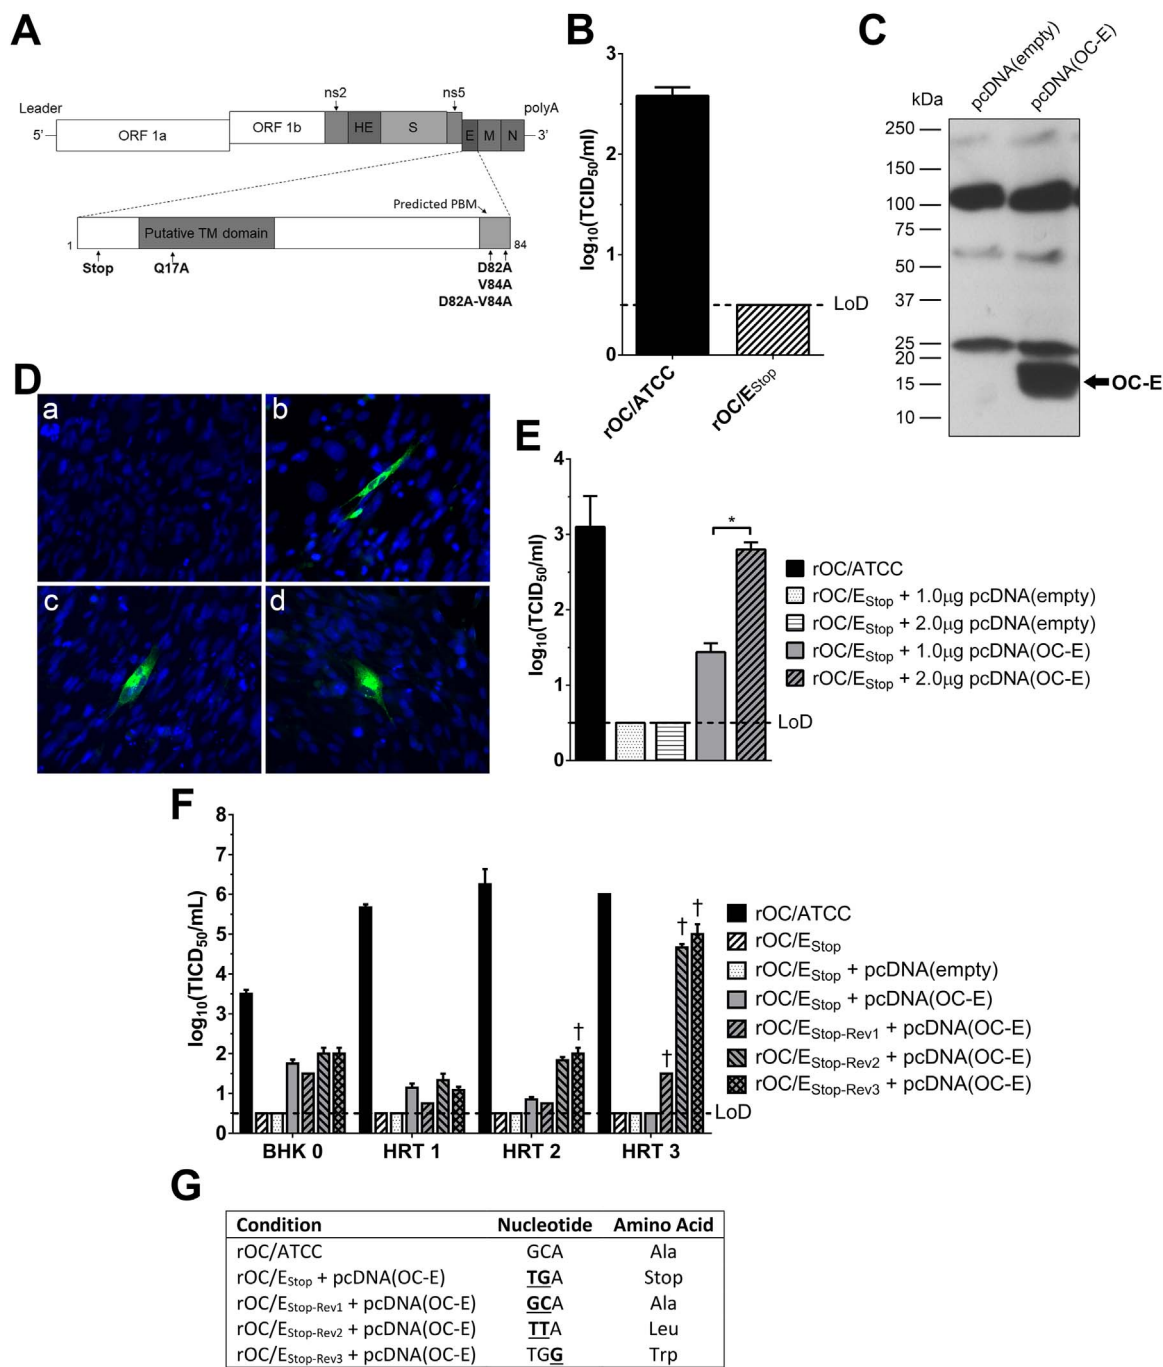 A
Leader
5'
ORF 1a
ORF 1b
ns2
HE
S
ns5
E
M
N
polyA
3'
Predicted PBM
1
Putative TM domain
84
Stop
Q17A
D82A
V84A
D82A-V84A
B
log10(TCID50/ml)
3
2
1
0
LoD
rOC/ATCC
rOC/EStop
C
pcDNA(empty)
pcDNA(OC-E)
kDa
250
150
100
75
50
37
25
20
15
10
OC-E
D
a
b
c
d
E
log10(TCID50/ml)
4
3
2
1
0
*
LoD
rOC/ATCC
rOC/EStop + 1.0μg pcDNA(empty)
rOC/EStop + 2.0μg pcDNA(empty)
rOC/EStop + 1.0μg pcDNA(OC-E)
rOC/EStop + 2.0μg pcDNA(OC-E)
F
log10(TICD50/mL)
8
7
6
5
4
3
2
1
0
†
†
†
†
LoD
BHK 0
HRT 1
HRT 2
HRT 3
rOC/ATCC
rOC/EStop
rOC/EStop + pcDNA(empty)
rOC/EStop + pcDNA(OC-E)
rOC/EStop-Rev1 + pcDNA(OC-E)
rOC/EStop-Rev2 + pcDNA(OC-E)
rOC/EStop-Rev3 + pcDNA(OC-E)
G
Condition Nucleotide Amino Acid
rOC/ATCC GCA Ala
rOC/EStop + pcDNA(OC-E) TGA Stop
rOC/EStop-Rev1 + pcDNA(OC-E) GCA Ala
rOC/EStop-Rev2 + pcDNA(OC-E) TTA Leu
rOC/EStop-Rev3 + pcDNA(OC-E) TGG Trp